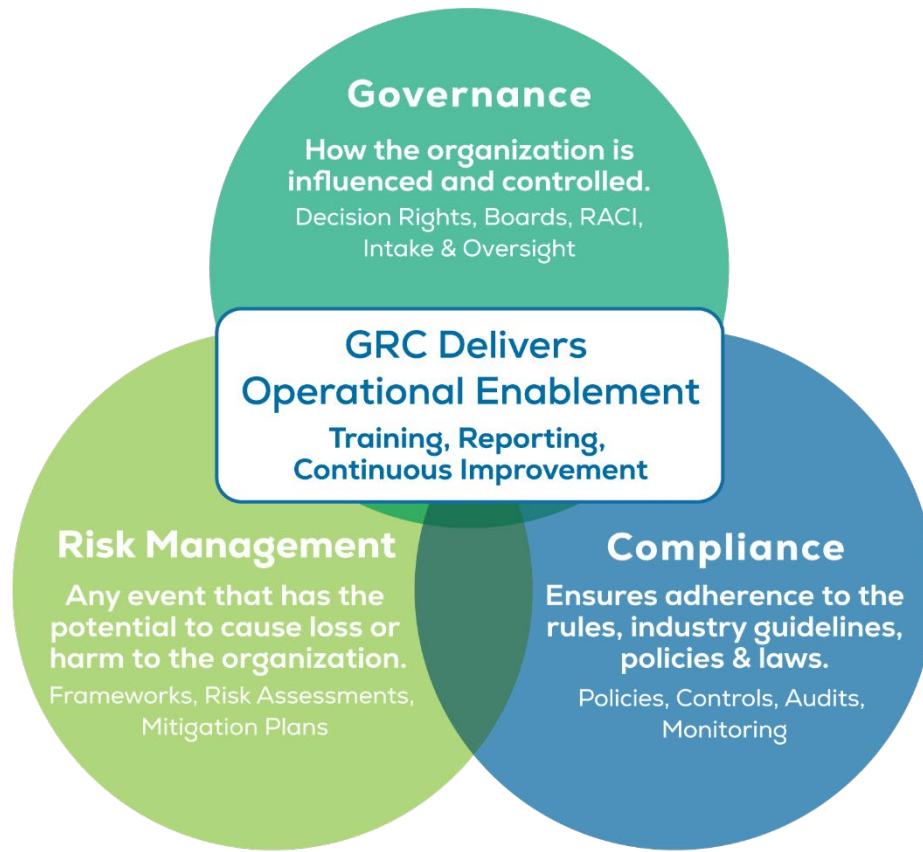 Governance
How the organization is
influenced and controlled.
Decision Rights, Boards, RACI,
Intake & Oversight
GRC Delivers
Operational Enablement
Training, Reporting,
Continuous Improvement
Risk Management
Any event that has the
potential to cause loss or
harm to the organization.
Frameworks, Risk Assessments,
Mitigation Plans
Compliance
Ensures adherence to the
rules, industry guidelines,
policies & laws.
Policies, Controls, Audits,
Monitoring